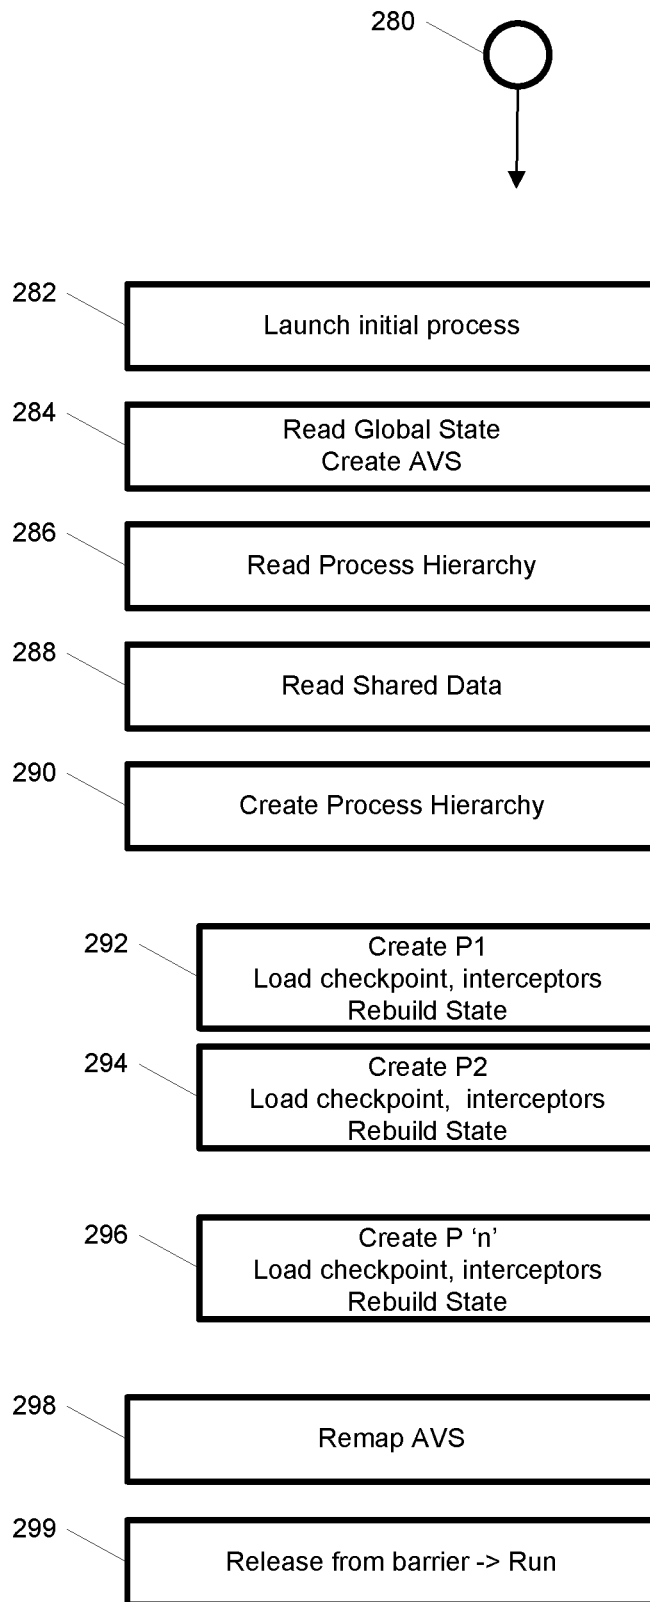 280
282
Launch initial process
284
Read Global State
Create AVS
286
Read Process Hierarchy
288
Read Shared Data
290
Create Process Hierarchy
292
Create P1
Load checkpoint, interceptors
Rebuild State
294
Create P2
Load checkpoint,  interceptors
Rebuild State
296
Create P ‘n’
Load checkpoint, interceptors
Rebuild State
298
Remap AVS
299
Release from barrier -> Run